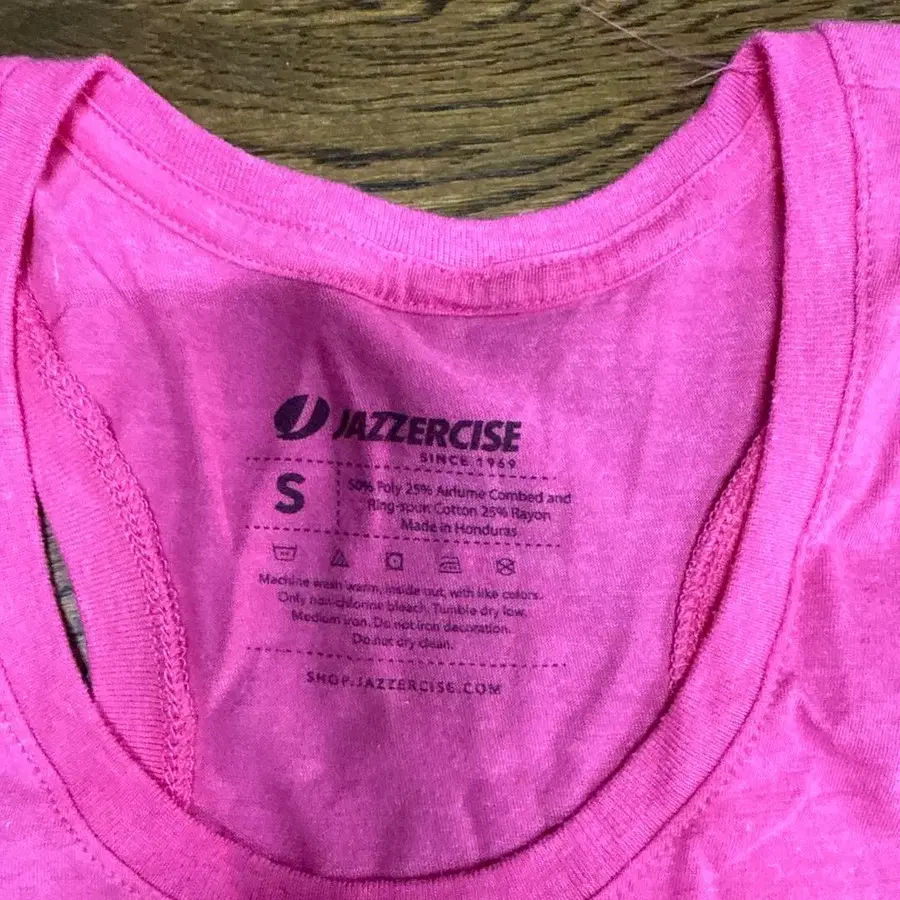 JAZZERCISE
SINCE 1969
S
50% Poly 25% Airlume Combed and
Ring-spun Cotton 25% Rayon
Made in Honduras
Machine wash warm, inside out, with like colors.
Only non-chlorine bleach. Tumble dry low.
Medium iron. Do not iron decoration.
Do not dry clean.
SHOP.JAZZERCISE.COM